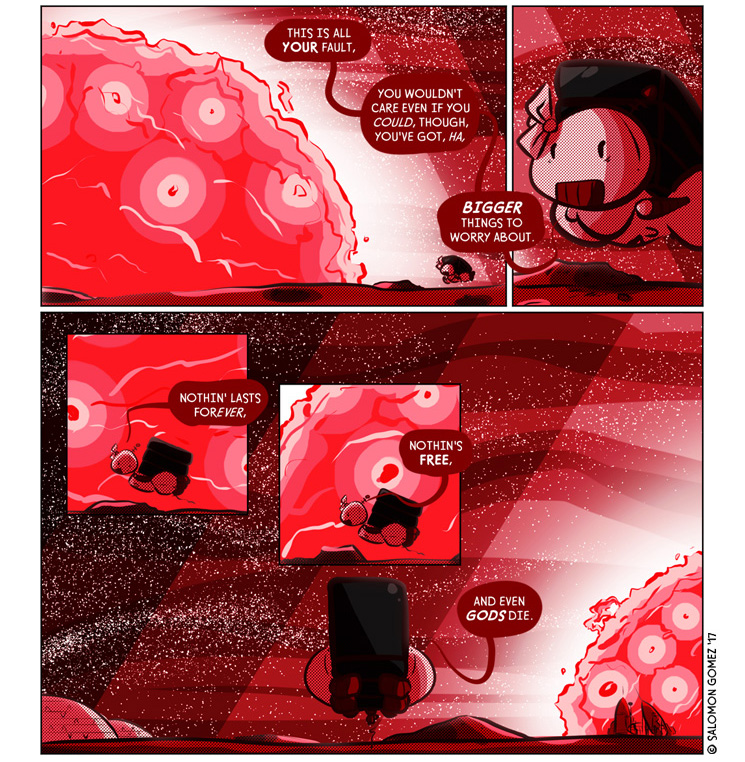 THIS IS ALL
YOUR FAULT,
YOU WOULDN'T
CARE EVEN IF YOU
COULD, THOUGH,
YOU'VE GOT, HA,
BIGGER
THINGS TO
WORRY ABOUT.
NOTHIN' LASTS
FOREVER,
NOTHIN'S
FREE,
AND EVEN
GODS DIE.
© SALOMON GOMEZ '17